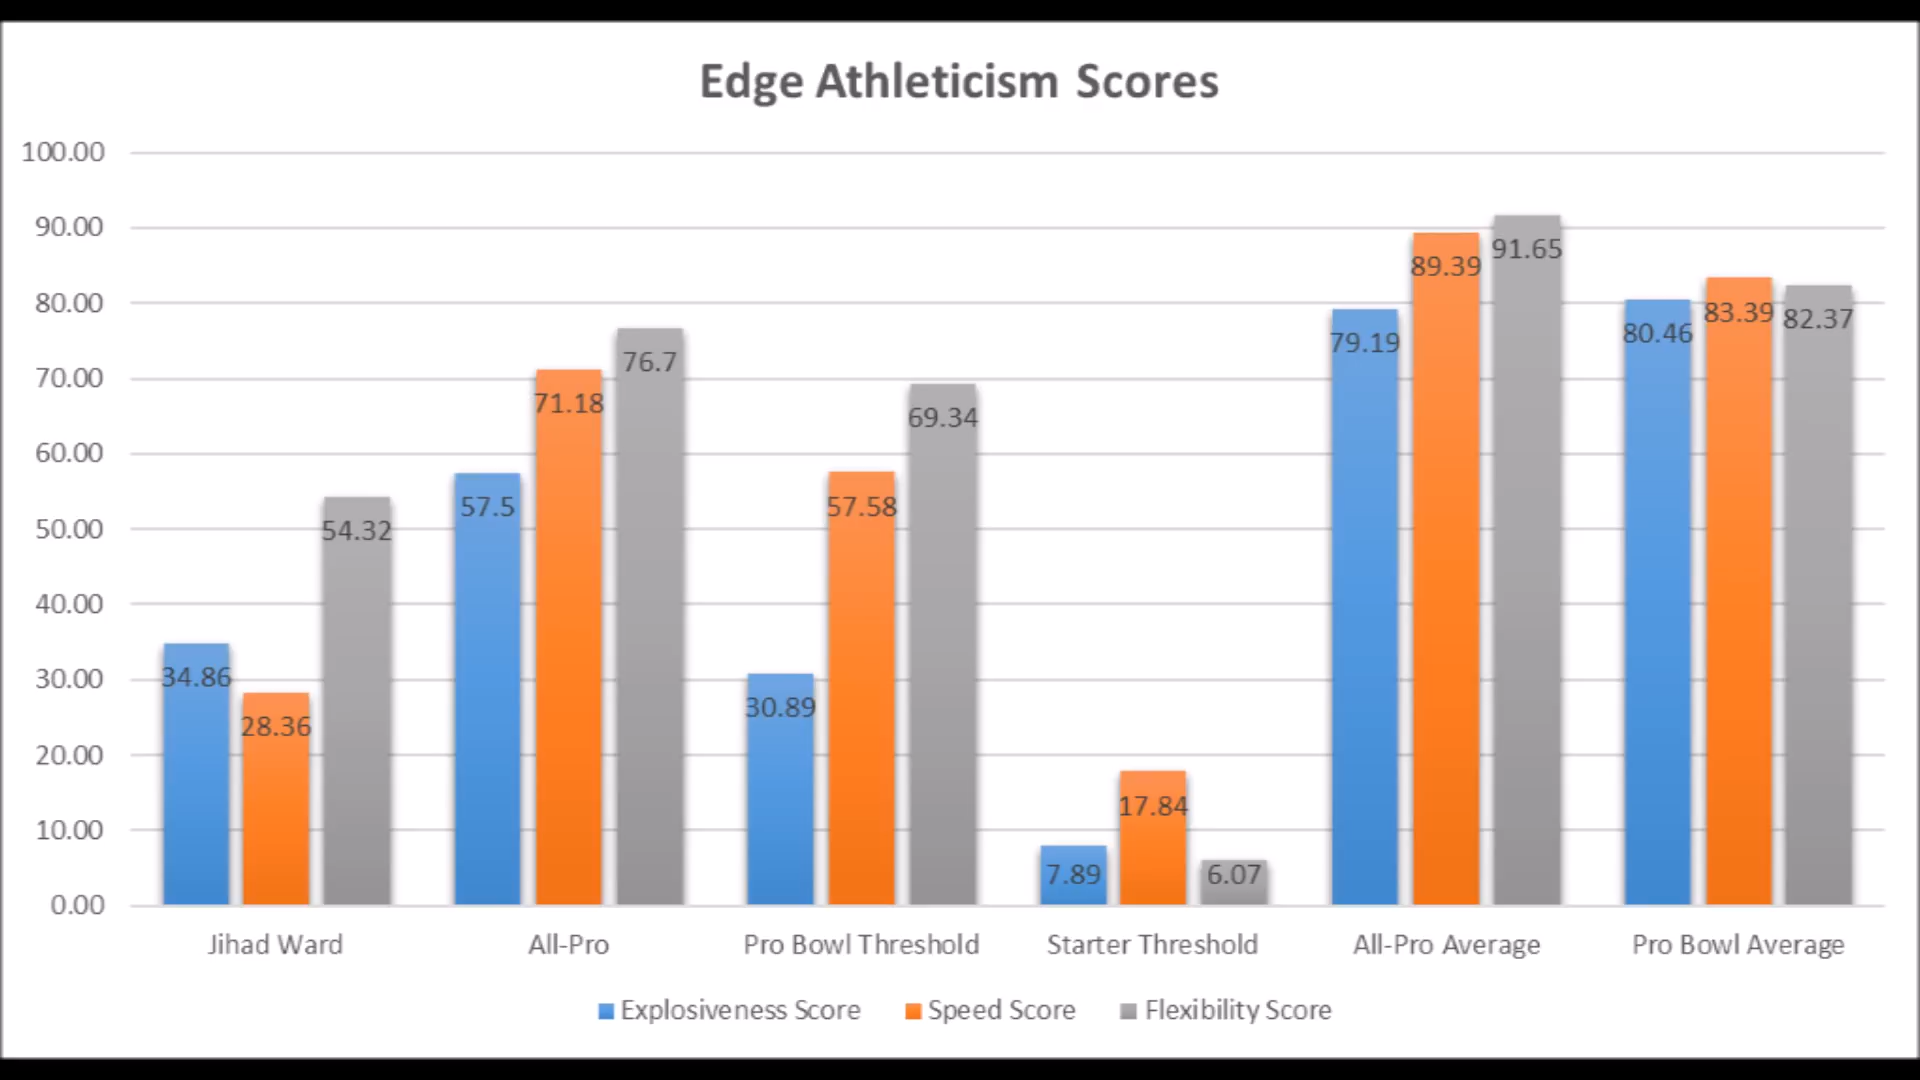 Edge Athleticism Scores
100.00
90.00
80.00
70.00
60.00
50.00
40.00
30.00
20.00
10.00
0.00
34.86 28.36 54.32
57.5 71.18 76.7
30.89 57.58 69.34
7.89 17.84 6.07
79.19 89.39 91.65
80.46 83.39 82.37
Jihad Ward All-Pro Pro Bowl Threshold Starter Threshold All-Pro Average Pro Bowl Average
Explosiveness Score Speed Score Flexibility Score